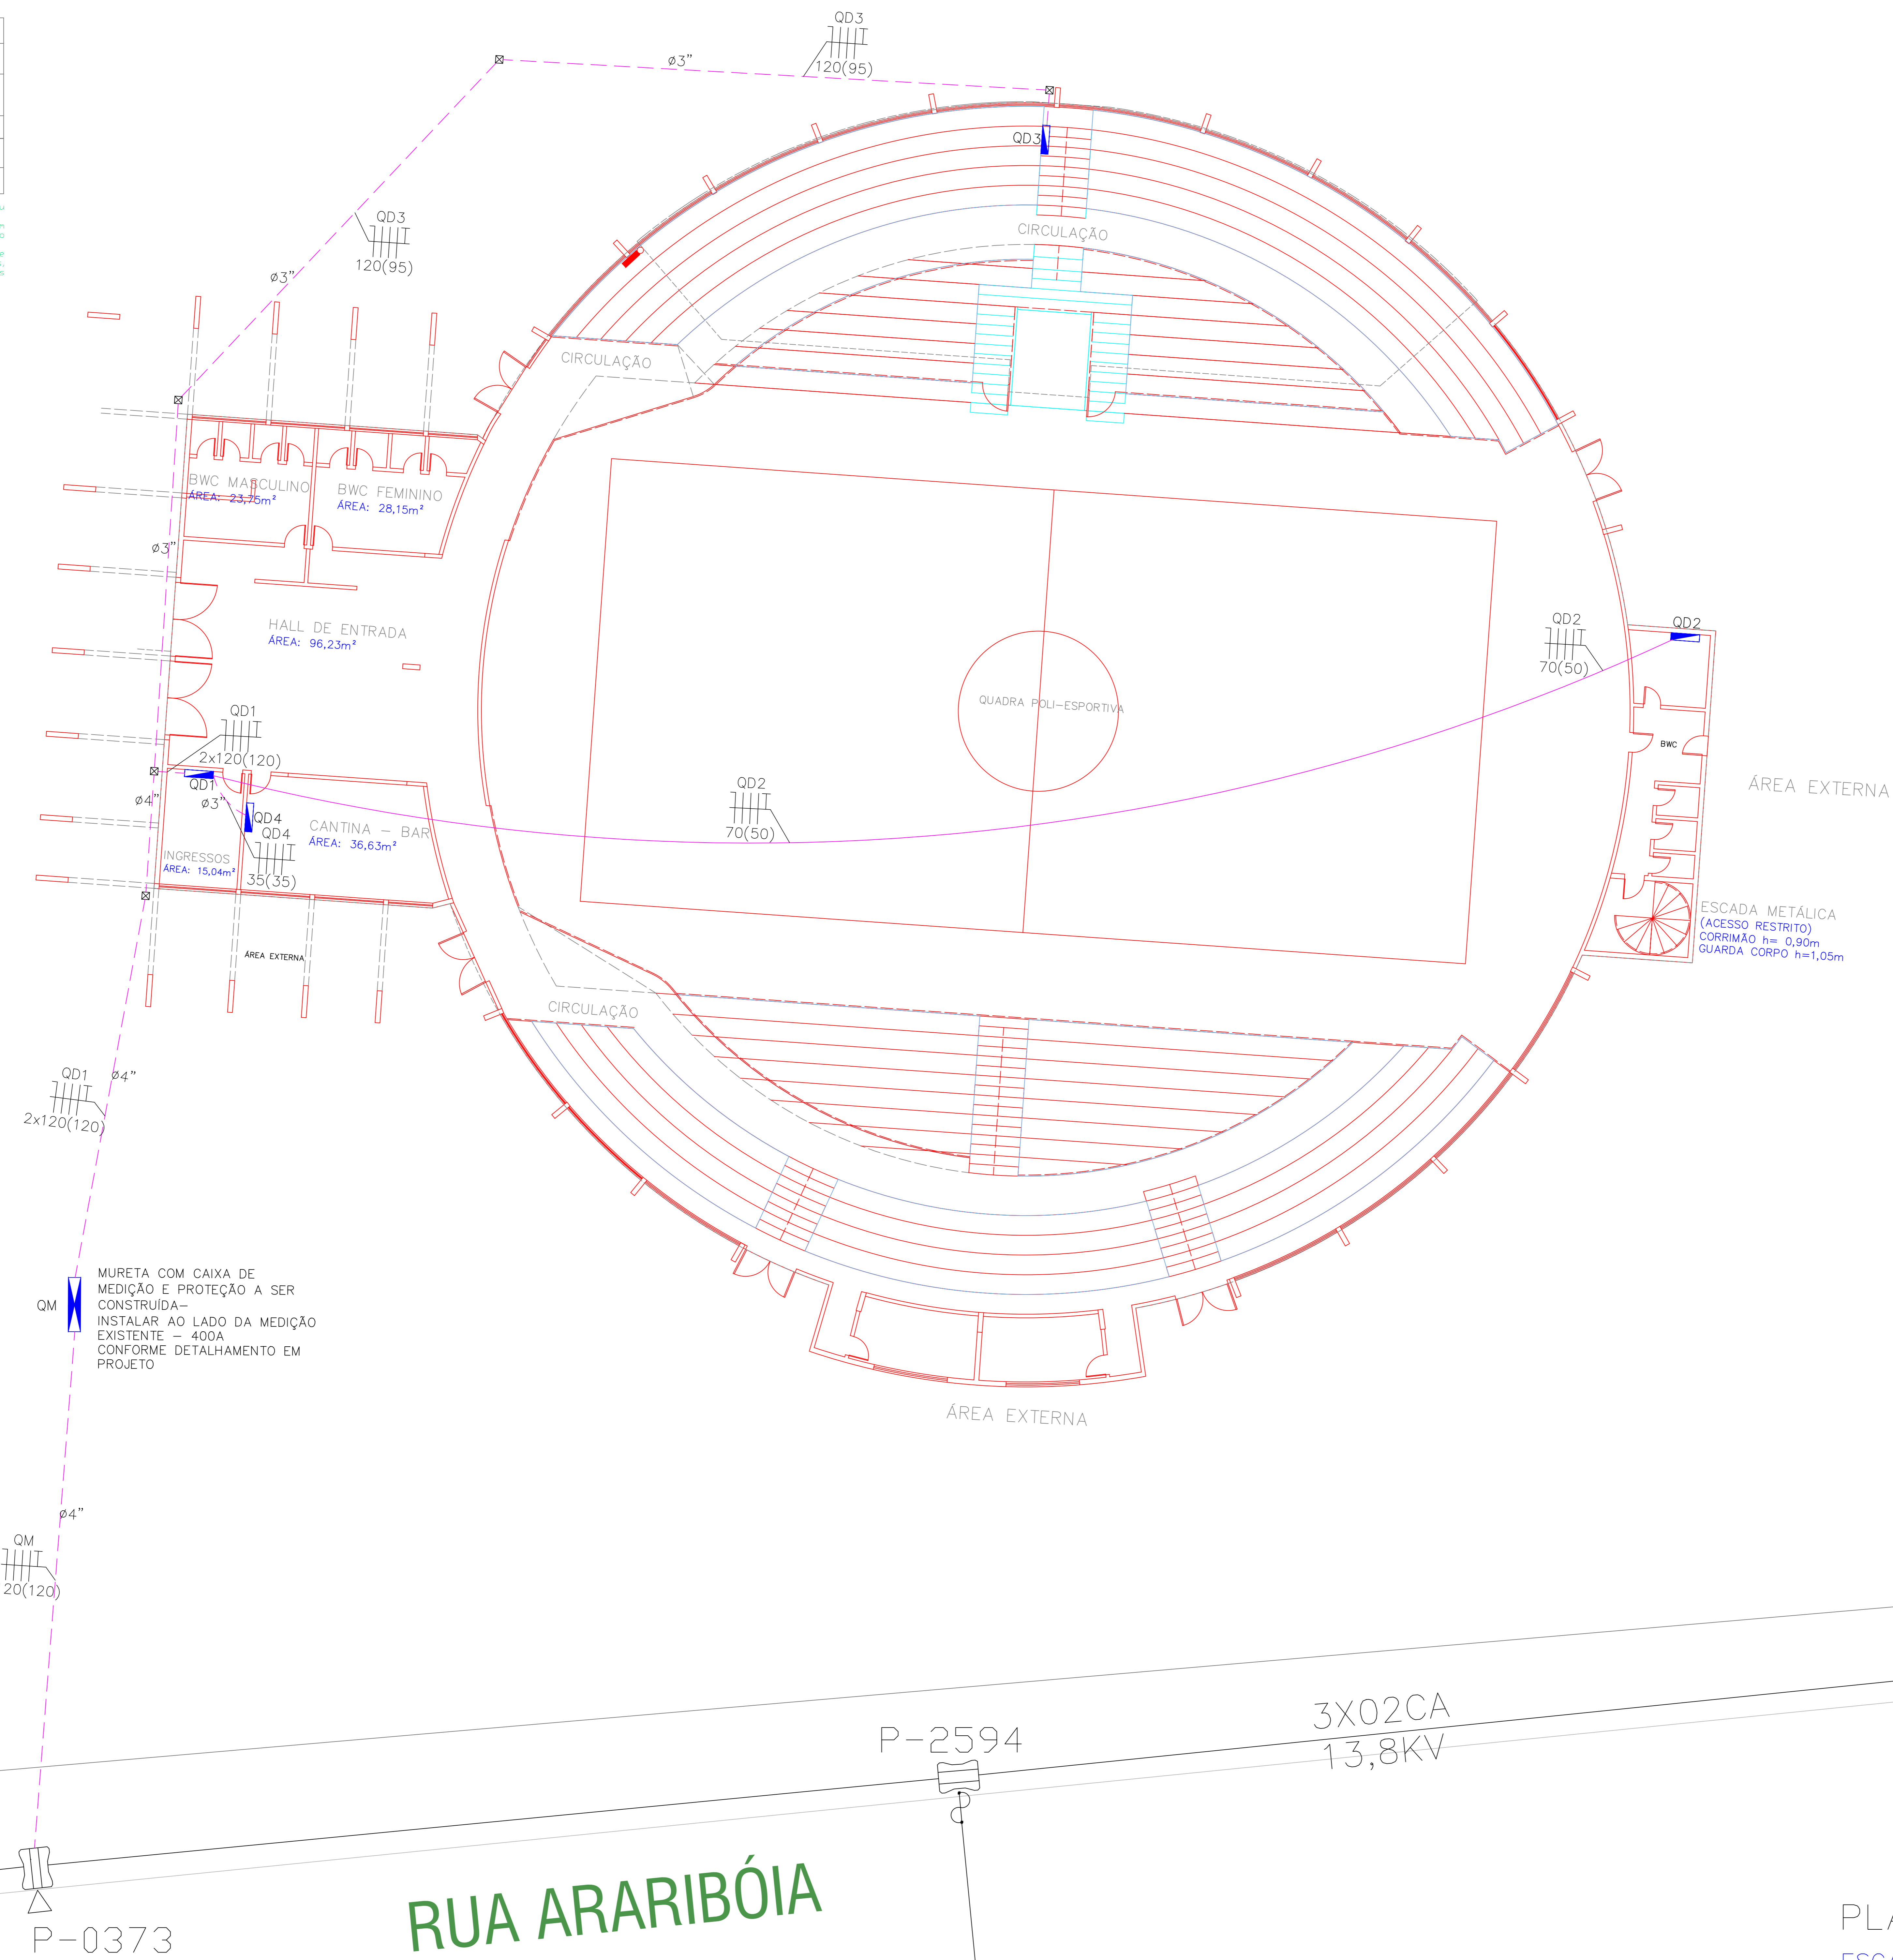 QD3
120(95)
ø3”
QD3
QD3
120(95)
ø3”
CIRCULAÇÃO
CIRCULAÇÃO
BWC MASCULINO
ÁREA: 23,75m²
BWC FEMININO
ÁREA: 28,15m²
ø3”
HALL DE ENTRADA
ÁREA: 96,23m²
QD2
70(50)
QD2
QUADRA POLI-ESPORTIVA
QD1
2x120(120)
BWC
QD1
ø4”
ø3”
QD4
QD4
35(35)
CANTINA - BAR
ÁREA: 36,63m²
QD2
70(50)
ÁREA EXTERNA
INGRESSOS
ÁREA: 15,04m²
ESCADA METÁLICA
(ACESSO RESTRITO)
CORRIMÃO h= 0,90m
GUARDA CORPO h=1,05m
ÁREA EXTERNA
CIRCULAÇÃO
QD1
2x120(120)
ø4”
QM
MURETA COM CAIXA DE
MEDIÇÃO E PROTEÇÃO A SER
CONSTRUÍDA-
INSTALAR AO LADO DA MEDIÇÃO
EXISTENTE - 400A
CONFORME DETALHAMENTO EM
PROJETO
ÁREA EXTERNA
ø4”
QM
20(120)
P-2594
3X02CA
13,8KV
RUA ARARIBÓIA
P-0373
PLA